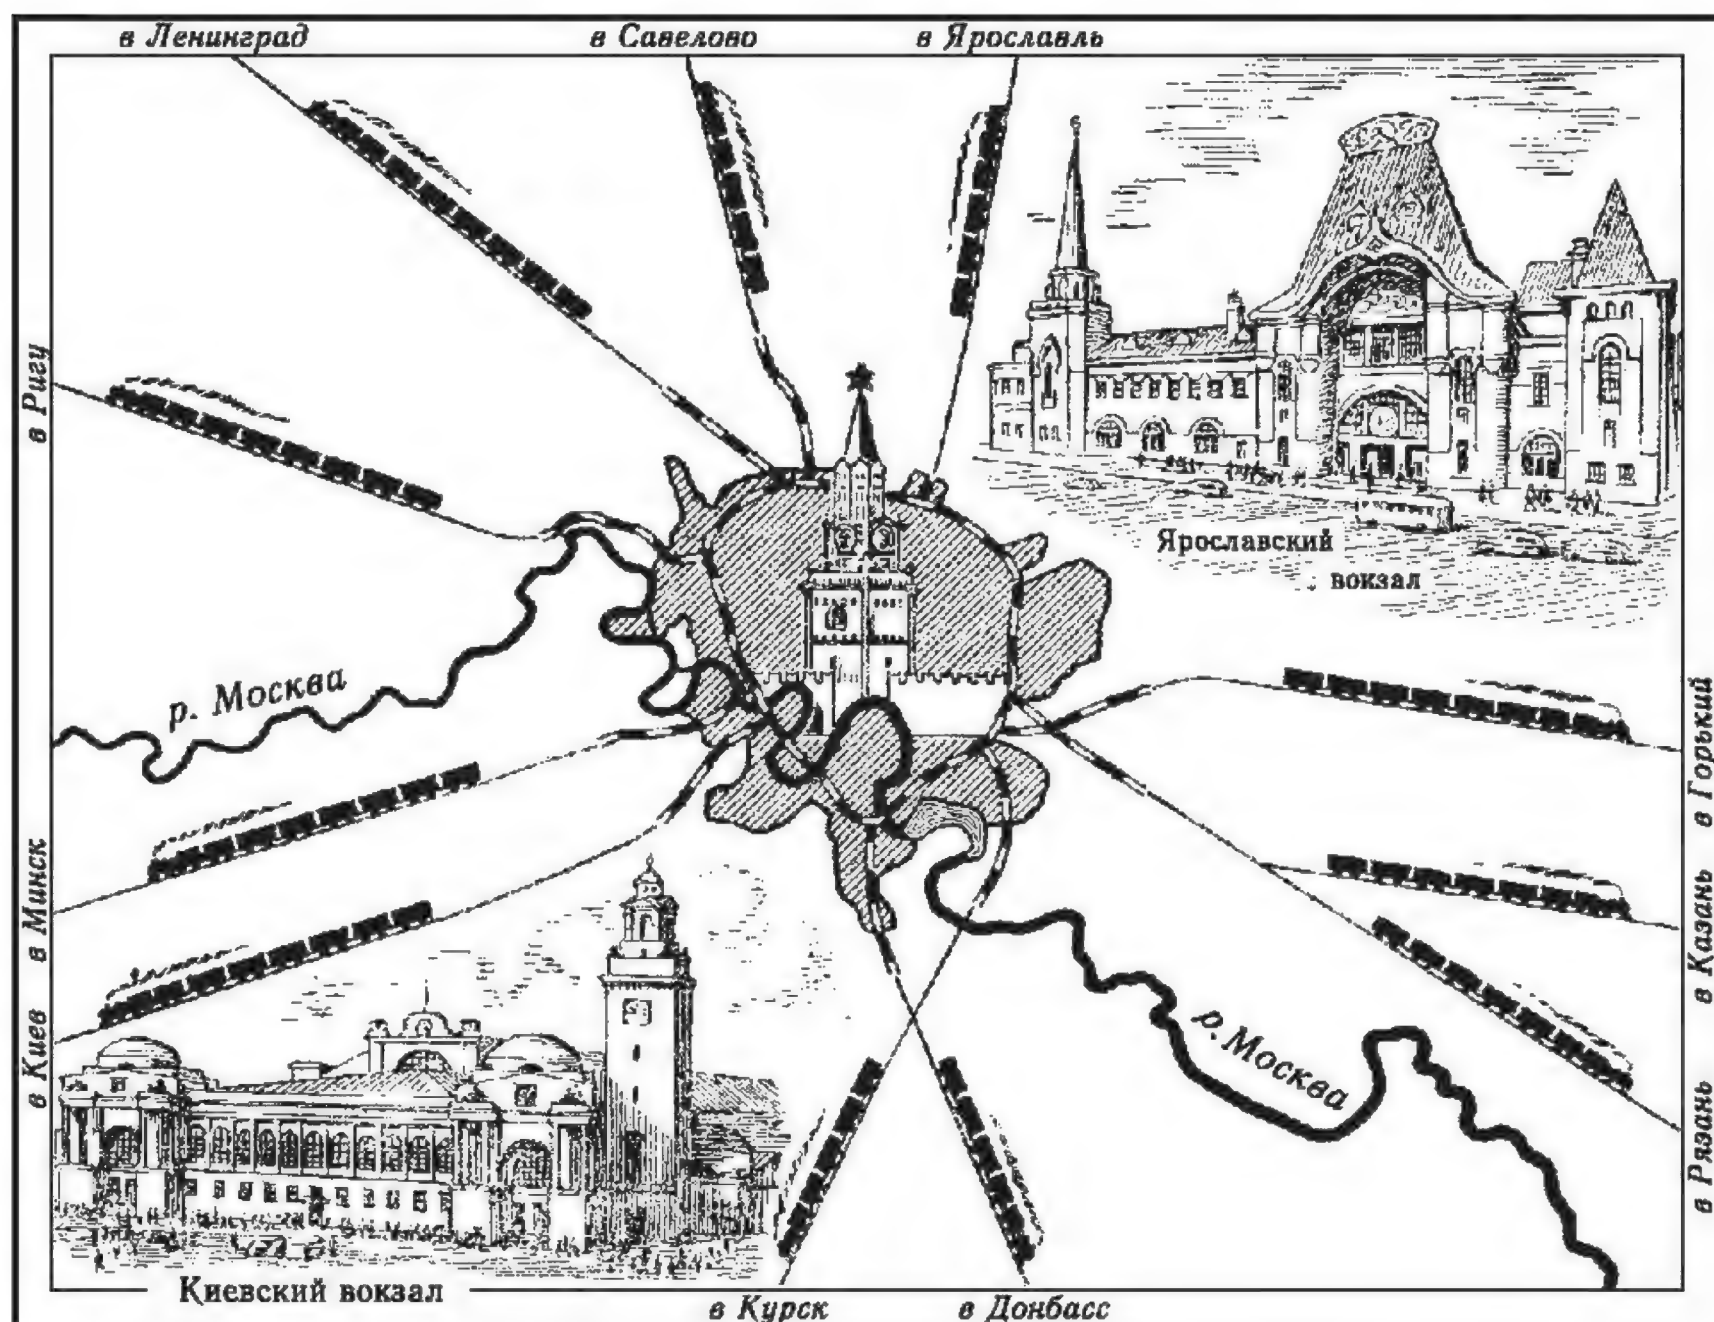 в Ленинград
в Савелово
в Ярославль
в Ригу
Ярославский
вокзал
р. Москва
в Горький
в Минск
в Казань
в Киев
р. Москва
в Рязань
Киевский вокзал
в Курск
в Донбасс